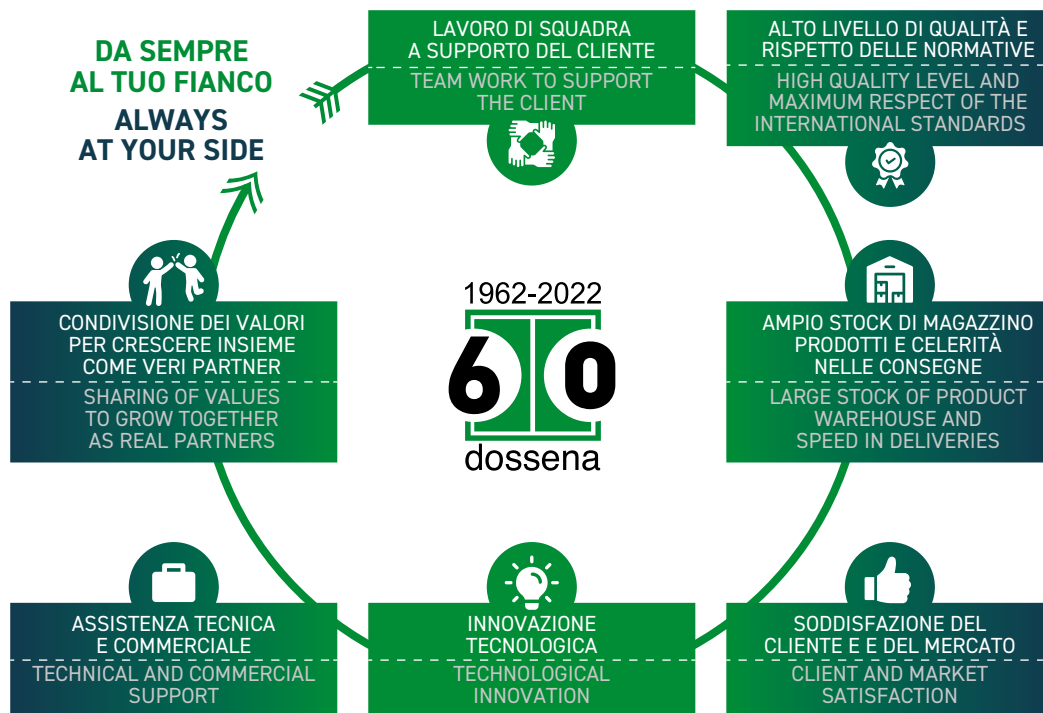 DA SEMPRE
AL TUO FIANCO
ALWAYS
AT YOUR SIDE
LAVORO DI SQUADRA
A SUPPORTO DEL CLIENTE
TEAM WORK TO SUPPORT
THE CLIENT
ALTO LIVELLO DI QUALITÀ E
RISPETTO DELLE NORMATIVE
HIGH QUALITY LEVEL AND
MAXIMUM RESPECT OF THE
INTERNATIONAL STANDARDS
CONDIVISIONE DEI VALORI
PER CRESCERE INSIEME
COME VERI PARTNER
SHARING OF VALUES
TO GROW TOGETHER
AS REAL PARTNERS
1962-2022
60
dossena
AMPIO STOCK DI MAGAZZINO
PRODOTTI E CELERITÀ
NELLE CONSEGNE
LARGE STOCK OF PRODUCT
WAREHOUSE AND
SPEED IN DELIVERIES
ASSISTENZA TECNICA
E COMMERCIALE
TECHNICAL AND COMMERCIAL
SUPPORT
INNOVAZIONE
TECNOLOGICA
TECHNOLOGICAL
INNOVATION
SODDISFAZIONE DEL
CLIENTE E E DEL MERCATO
CLIENT AND MARKET
SATISFACTION